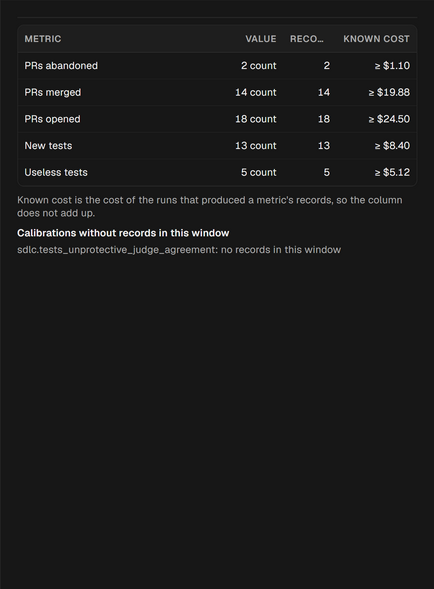 METRIC VALUE RECO... KNOWN COST
PRs abandoned 2 count 2 ≥ $1.10
PRs merged 14 count 14 ≥ $19.88
PRs opened 18 count 18 ≥ $24.50
New tests 13 count 13 ≥ $8.40
Useless tests 5 count 5 ≥ $5.12
Known cost is the cost of the runs that produced a metric's records, so the column
does not add up.
Calibrations without records in this window
sdlc.tests_unprotective_judge_agreement: no records in this window